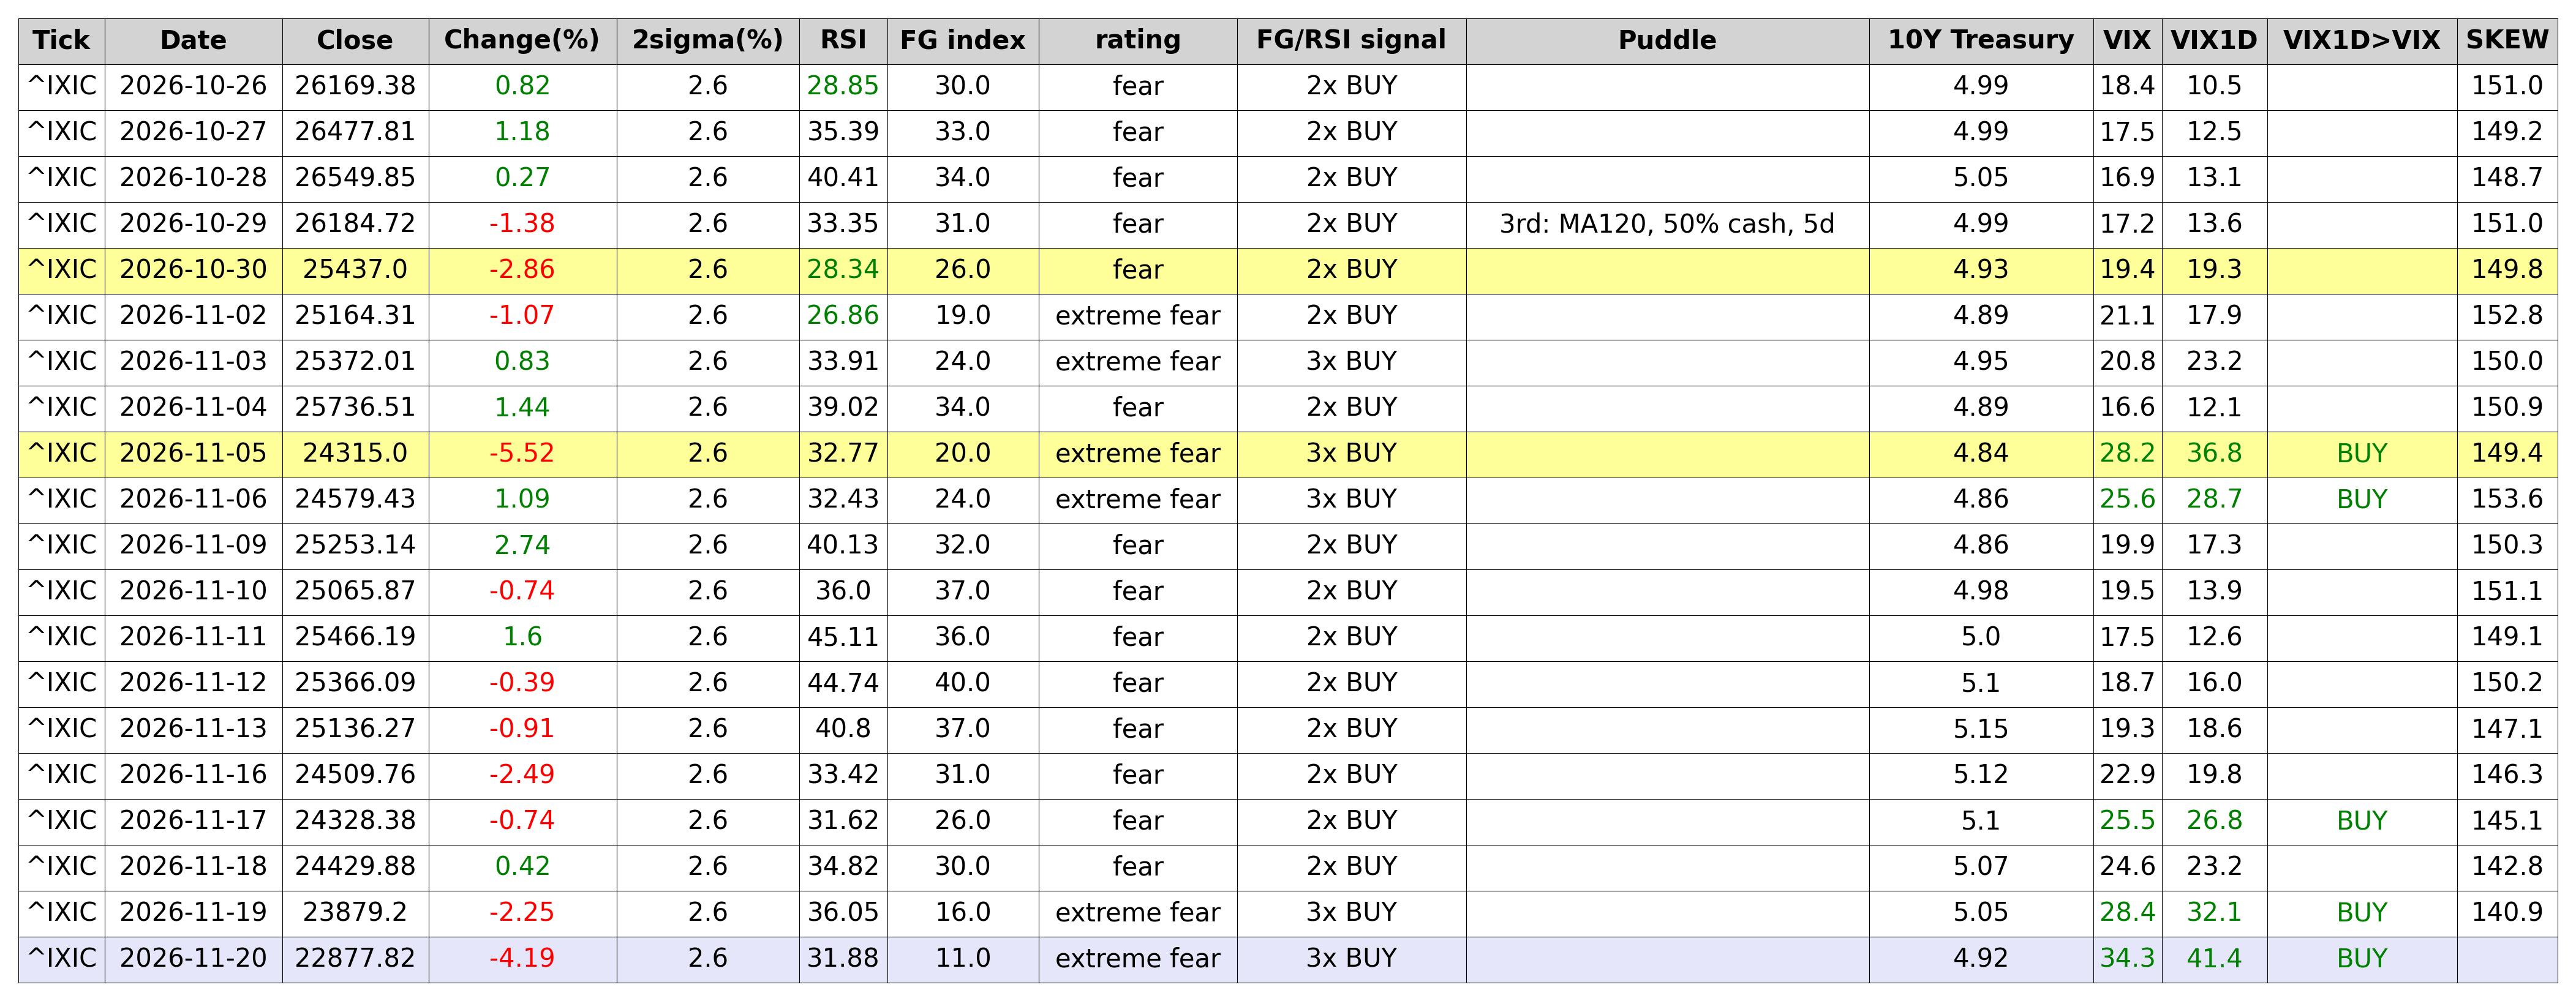 Tick Date Close Change(%) 2sigma(%) RSI FG index rating FG/RSI signal Puddle 10Y Treasury VIX VIX1D VIX1D>VIX SKEW
^IXIC 2026-10-26 26169.38 0.82 2.6 28.85 30.0 fear 2x BUY 4.99 18.4 10.5 151.0
^IXIC 2026-10-27 26477.81 1.18 2.6 35.39 33.0 fear 2x BUY 4.99 17.5 12.5 149.2
^IXIC 2026-10-28 26549.85 0.27 2.6 40.41 34.0 fear 2x BUY 5.05 16.9 13.1 148.7
^IXIC 2026-10-29 26184.72 -1.38 2.6 33.35 31.0 fear 2x BUY 3rd: MA120, 50% cash, 5d 4.99 17.2 13.6 151.0
^IXIC 2026-10-30 25437.0 -2.86 2.6 28.34 26.0 fear 2x BUY 4.93 19.4 19.3 149.8
^IXIC 2026-11-02 25164.31 -1.07 2.6 26.86 19.0 extreme fear 2x BUY 4.89 21.1 17.9 152.8
^IXIC 2026-11-03 25372.01 0.83 2.6 33.91 24.0 extreme fear 3x BUY 4.95 20.8 23.2 150.0
^IXIC 2026-11-04 25736.51 1.44 2.6 39.02 34.0 fear 2x BUY 4.89 16.6 12.1 150.9
^IXIC 2026-11-05 24315.0 -5.52 2.6 32.77 20.0 extreme fear 3x BUY 4.84 28.2 36.8 BUY 149.4
^IXIC 2026-11-06 24579.43 1.09 2.6 32.43 24.0 extreme fear 3x BUY 4.86 25.6 28.7 BUY 153.6
^IXIC 2026-11-09 25253.14 2.74 2.6 40.13 32.0 fear 2x BUY 4.86 19.9 17.3 150.3
^IXIC 2026-11-10 25065.87 -0.74 2.6 36.0 37.0 fear 2x BUY 4.98 19.5 13.9 151.1
^IXIC 2026-11-11 25466.19 1.6 2.6 45.11 36.0 fear 2x BUY 5.0 17.5 12.6 149.1
^IXIC 2026-11-12 25366.09 -0.39 2.6 44.74 40.0 fear 2x BUY 5.1 18.7 16.0 150.2
^IXIC 2026-11-13 25136.27 -0.91 2.6 40.8 37.0 fear 2x BUY 5.15 19.3 18.6 147.1
^IXIC 2026-11-16 24509.76 -2.49 2.6 33.42 31.0 fear 2x BUY 5.12 22.9 19.8 146.3
^IXIC 2026-11-17 24328.38 -0.74 2.6 31.62 26.0 fear 2x BUY 5.1 25.5 26.8 BUY 145.1
^IXIC 2026-11-18 24429.88 0.42 2.6 34.82 30.0 fear 2x BUY 5.07 24.6 23.2 142.8
^IXIC 2026-11-19 23879.2 -2.25 2.6 36.05 16.0 extreme fear 3x BUY 5.05 28.4 32.1 BUY 140.9
^IXIC 2026-11-20 22877.82 -4.19 2.6 31.88 11.0 extreme fear 3x BUY 4.92 34.3 41.4 BUY